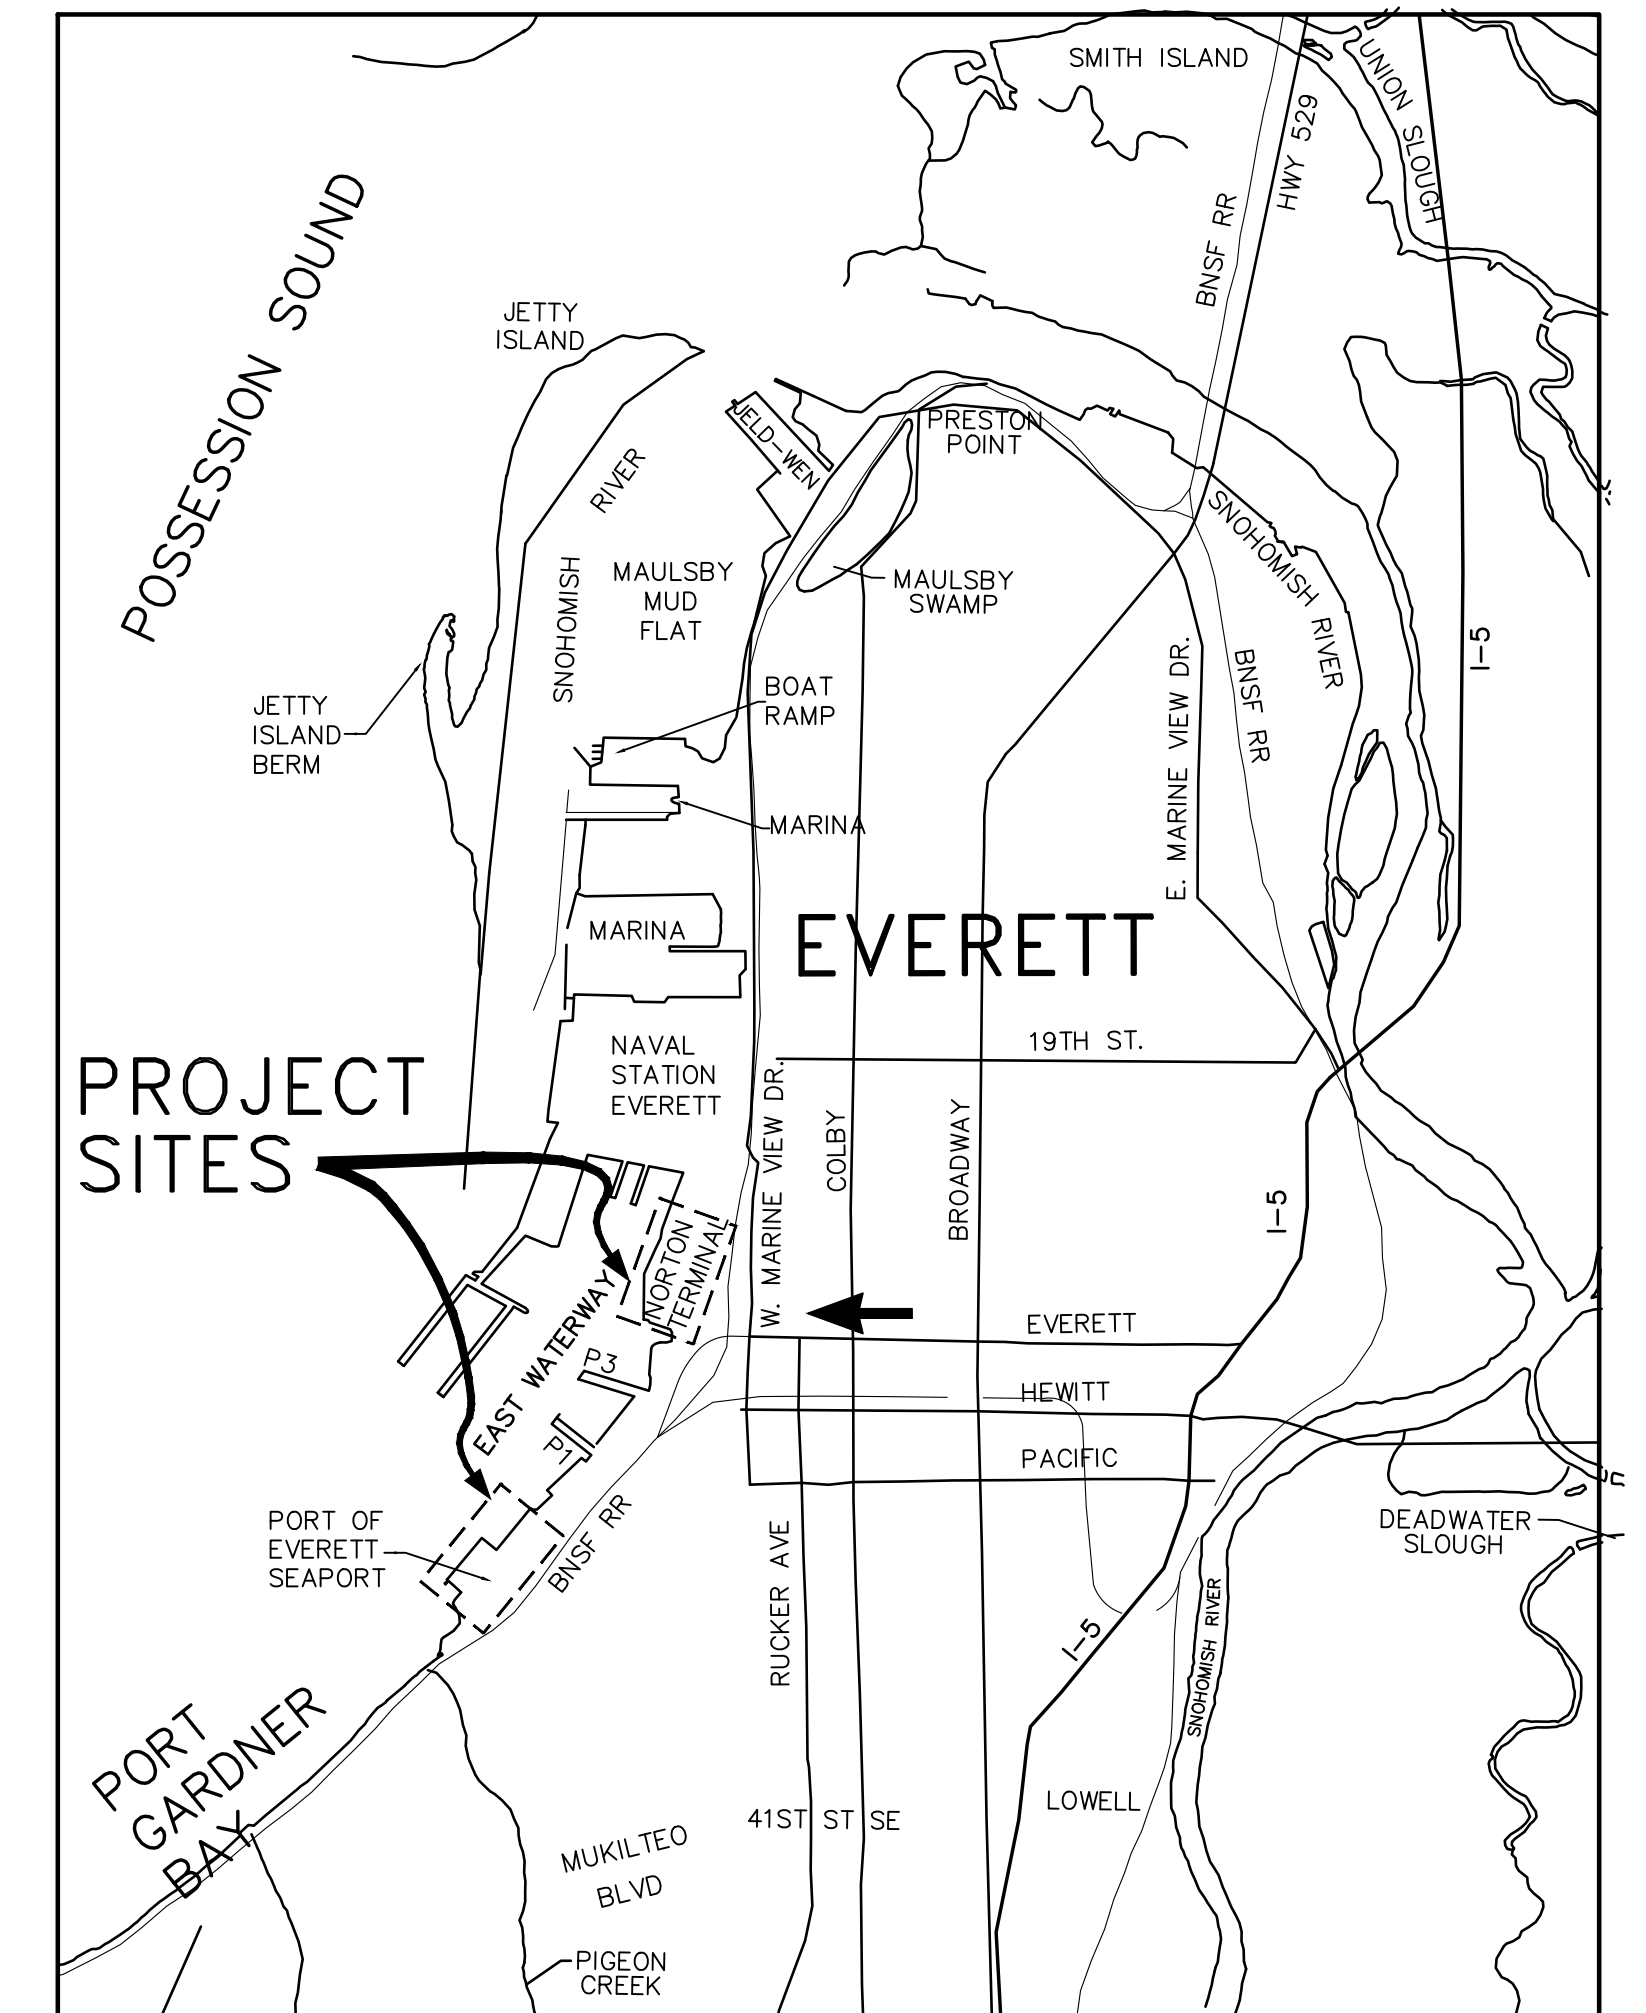 SMITH ISLAND
UNION SLOUGH
HWY 529
BNSF RR
POSSESSION SOUND
JETTY
ISLAND
JELD-WEN
PRESTON
POINT
RIVER
SNOHOMISH
SNOHOMISH RIVER
MAULSBY
MUD
FLAT
MAULSBY
SWAMP
I-5
E. MARINE VIEW DR.
BNSF RR
JETTY
ISLAND
BERM
BOAT
RAMP
MARINA
MARINA
EVERETT
19TH ST.
NAVAL
STATION
EVERETT
PROJECT
SITES
W. MARINE VIEW DR.
COLBY
BROADWAY
I-5
NORTON
TERMINAL
EAST WATERWAY
EVERETT
P3
HEWITT
P1
PACIFIC
PORT OF
EVERETT
SEAPORT
BNSF RR
RUCKER AVE
DEADWATER
SLOUGH
I-5
SNOHOMISH RIVER
PORT
GARDNER
BAY
LOWELL
41ST ST SE
MUKILTEO
BLVD
PIGEON
CREEK